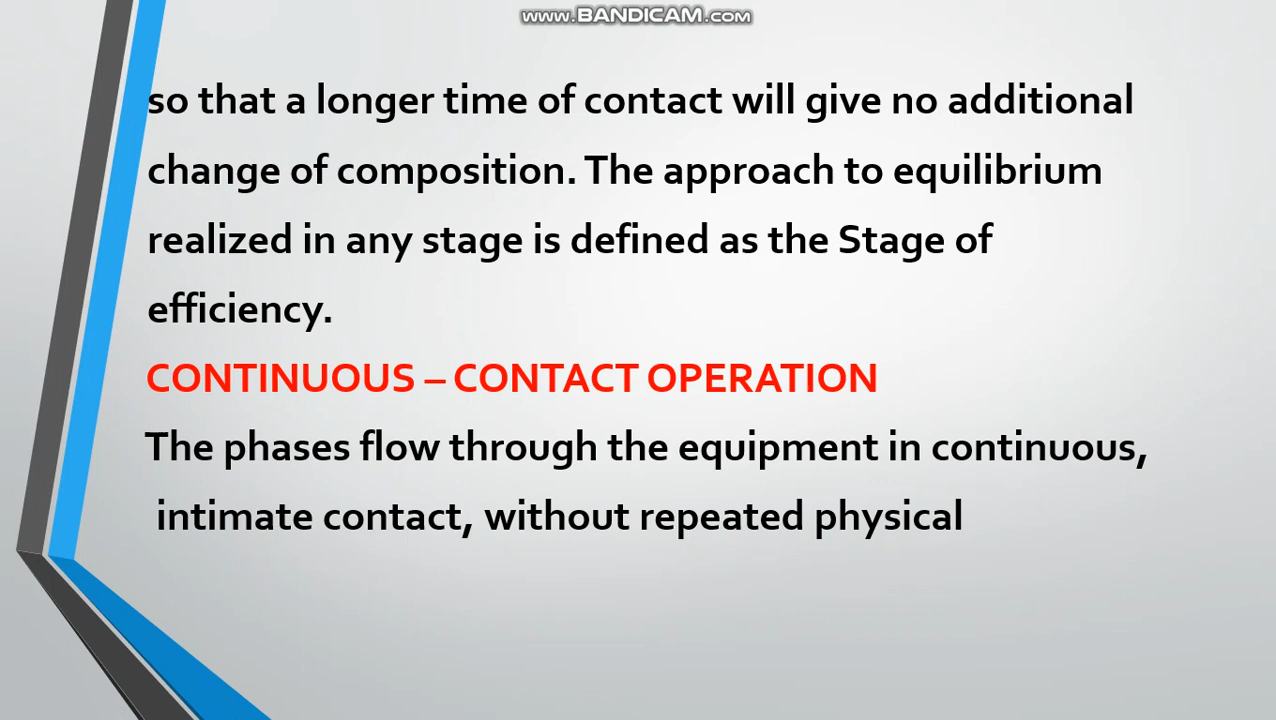 www.BANDICAM.com
so that a longer time of contact will give no additional
change of composition. The approach to equilibrium
realized in any stage is defined as the Stage of
efficiency.
CONTINUOUS – CONTACT OPERATION
The phases flow through the equipment in continuous,
intimate contact, without repeated physical